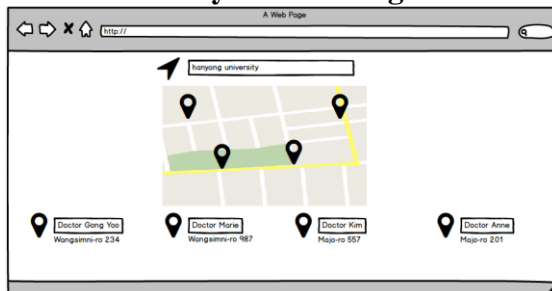 A Web Page
http://
hanyang university
Doctor Gong Yoo
Wangsimni-ro 234
Doctor Marie
Wangsimni-ro 987
Doctor Kim
Majo-ro 557
Doctor Anne
Majo-ro 201